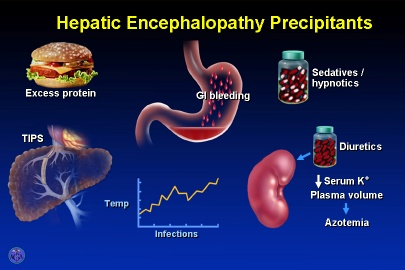 Hepatic Encephalopathy Precipitants
Excess protein
GI bleeding
Sedatives /
hypnotics
TIPS
Temp
Infections
Diuretics
↓ Serum K⁺
Plasma volume
Azotemia